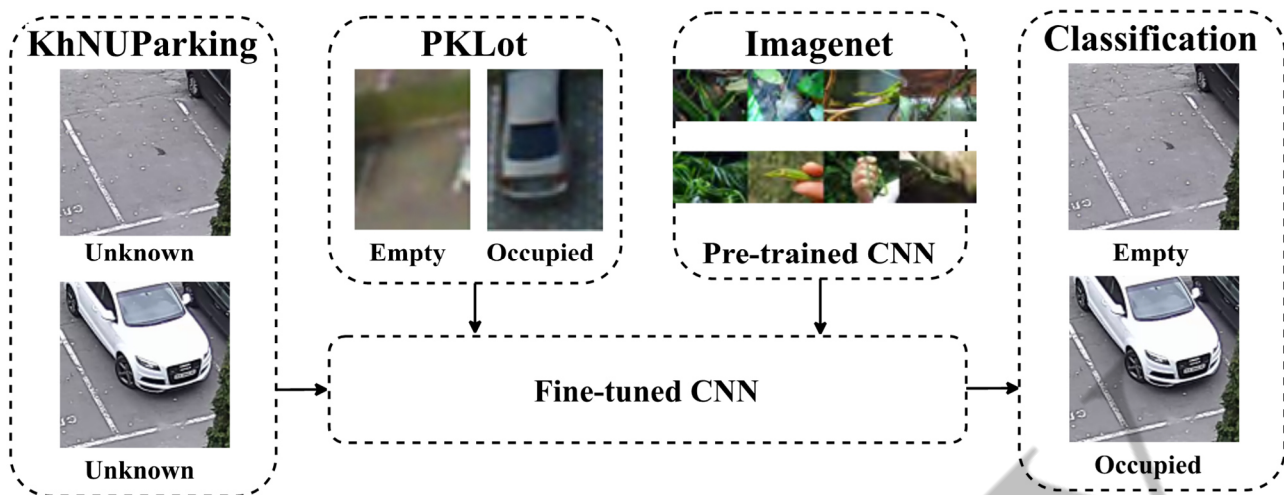 KhNUParking
Unknown
Unknown
PKLot
Empty
Occupied
Imagenet
Pre-trained CNN
Fine-tuned CNN
Classification
Empty
Occupied